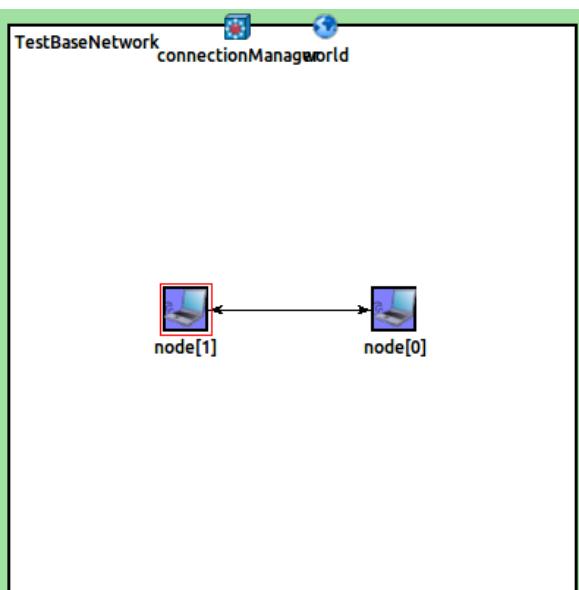 TestBaseNetwork
connectionManager
world
node[1]
node[0]